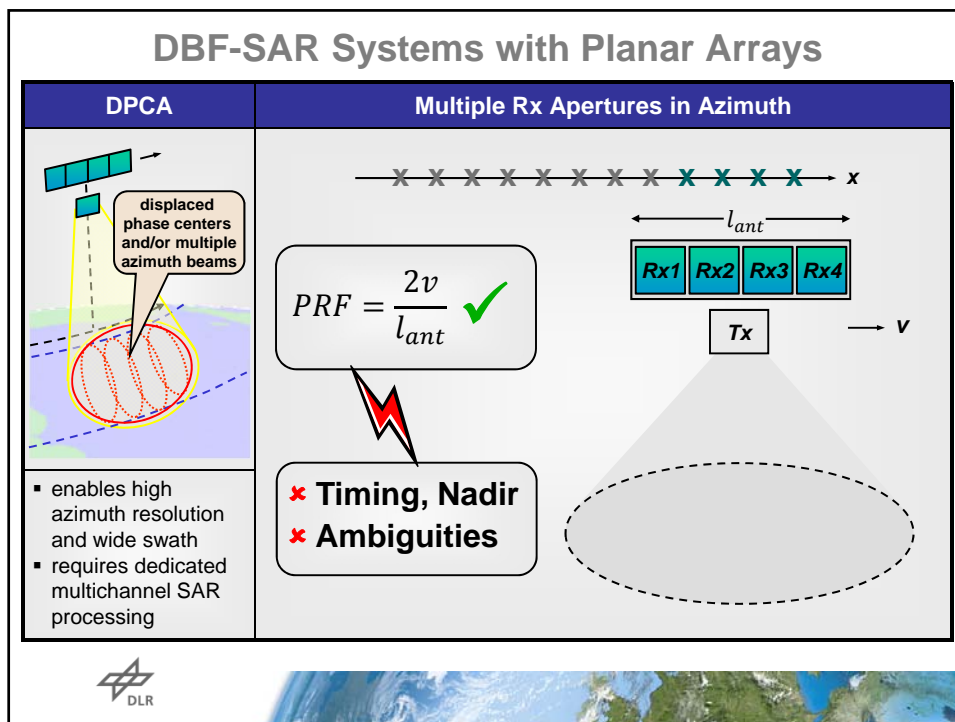 DBF-SAR Systems with Planar Arrays
DPCA
Multiple Rx Apertures in Azimuth
displaced
phase centers
and/or multiple
azimuth beams
▪ enables high
azimuth resolution
and wide swath
▪ requires dedicated
multichannel SAR
processing
X X X X X X X X X X X X x
l_ant
Rx1 Rx2 Rx3 Rx4
Tx
v
PRF = 2v / l_ant ✓
✘ Timing, Nadir
✘ Ambiguities
DLR